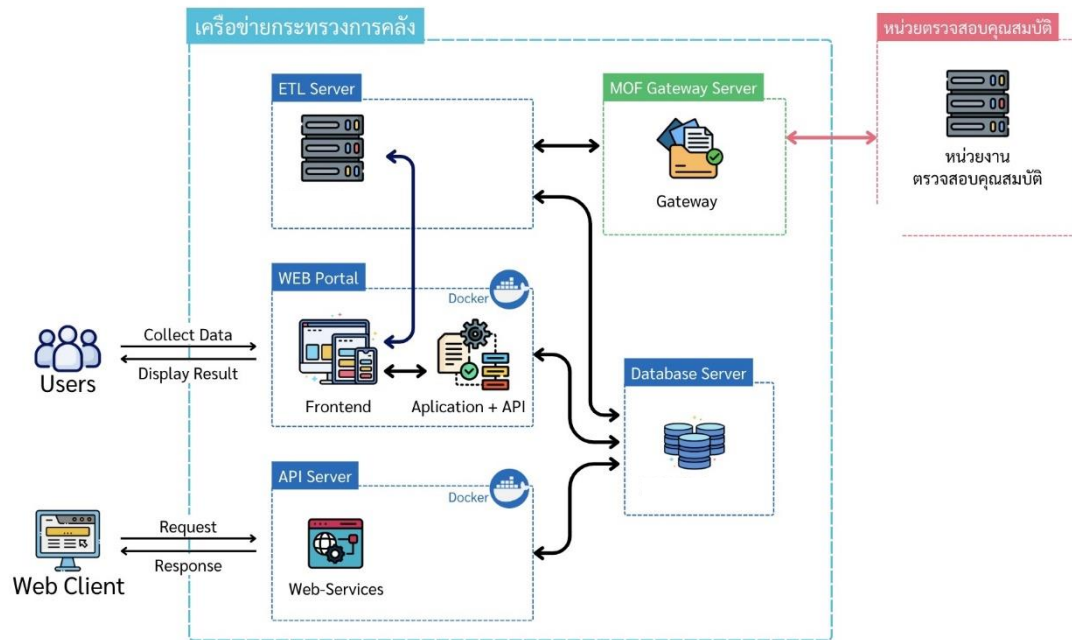 เครือข่ายกระทรวงการคลัง
หน่วยตรวจสอบคุณสมบัติ
ETL Server
MOF Gateway Server
Gateway
หน่วยงาน
ตรวจสอบคุณสมบัติ
WEB Portal
Docker
Collect Data
Display Result
Users
Frontend
Aplication + API
Database Server
API Server
Docker
Request
Response
Web Client
Web-Services